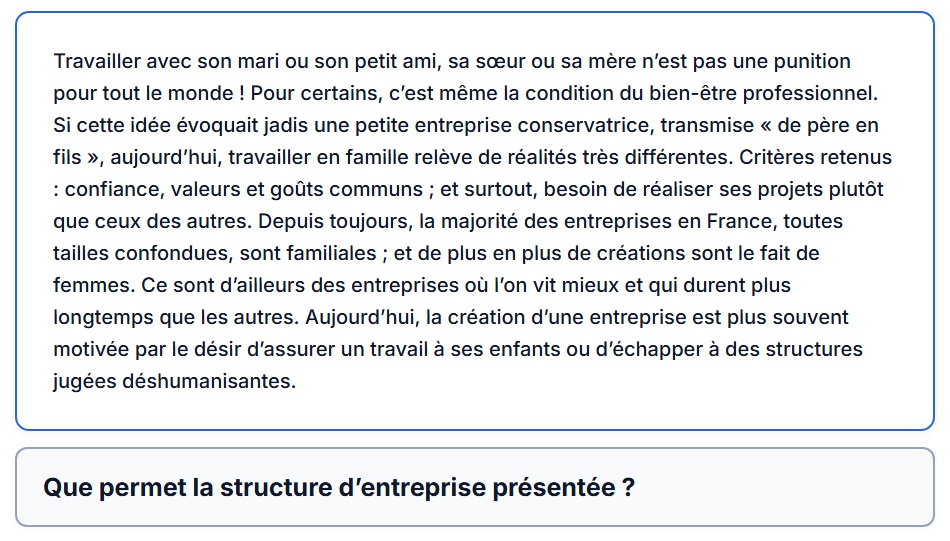 Travailler avec son mari ou son petit ami, sa sœur ou sa mère n’est pas une punition
pour tout le monde ! Pour certains, c’est même la condition du bien-être professionnel.
Si cette idée évoquait jadis une petite entreprise conservatrice, transmise « de père en
fils », aujourd’hui, travailler en famille relève de réalités très différentes. Critères retenus
: confiance, valeurs et goûts communs ; et surtout, besoin de réaliser ses projets plutôt
que ceux des autres. Depuis toujours, la majorité des entreprises en France, toutes
tailles confondues, sont familiales ; et de plus en plus de créations sont le fait de
femmes. Ce sont d’ailleurs des entreprises où l’on vit mieux et qui durent plus
longtemps que les autres. Aujourd’hui, la création d’une entreprise est plus souvent
motivée par le désir d’assurer un travail à ses enfants ou d’échapper à des structures
jugées déshumanisantes.
Que permet la structure d’entreprise présentée ?